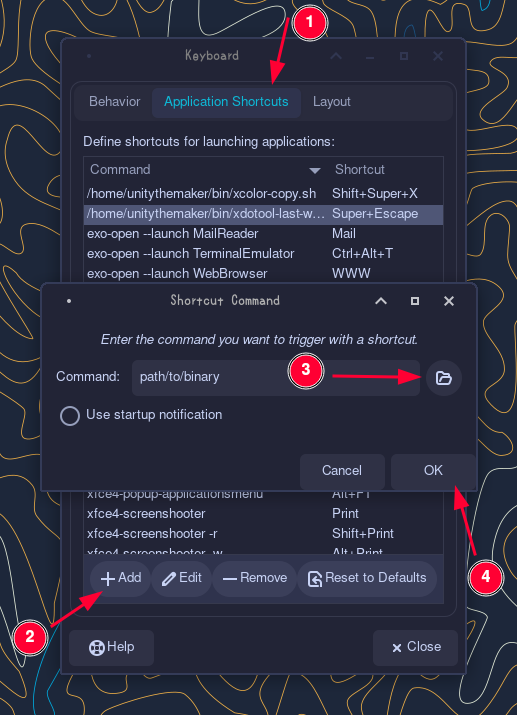 1
Keyboard
Behavior Application Shortcuts Layout
Define shortcuts for launching applications:
Command Shortcut
/home/unitythemaker/bin/xcolor-copy.sh Shift+Super+X
/home/unitythemaker/bin/xdotool-last-w... Super+Escape
exo-open --launch MailReader Mail
exo-open --launch TerminalEmulator Ctrl+Alt+T
exo-open --launch WebBrowser WWW
Shortcut Command
Enter the command you want to trigger with a shortcut.
Command: path/to/binary 3
Use startup notification
Cancel OK
xfce4-popup-applicationsmenu Alt+F1
xfce4-screenshooter Print
xfce4-screenshooter -r Shift+Print
xfce4-screenshooter -w Alt+Print
4
Add Edit Remove Reset to Defaults
2
Help Close